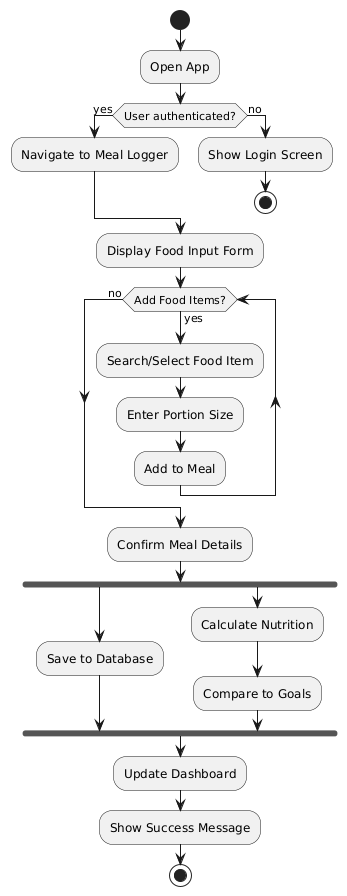 Open App
User authenticated?
yes
no
Navigate to Meal Logger
Show Login Screen
Display Food Input Form
Add Food Items?
no
yes
Search/Select Food Item
Enter Portion Size
Add to Meal
Confirm Meal Details
Save to Database
Calculate Nutrition
Compare to Goals
Update Dashboard
Show Success Message